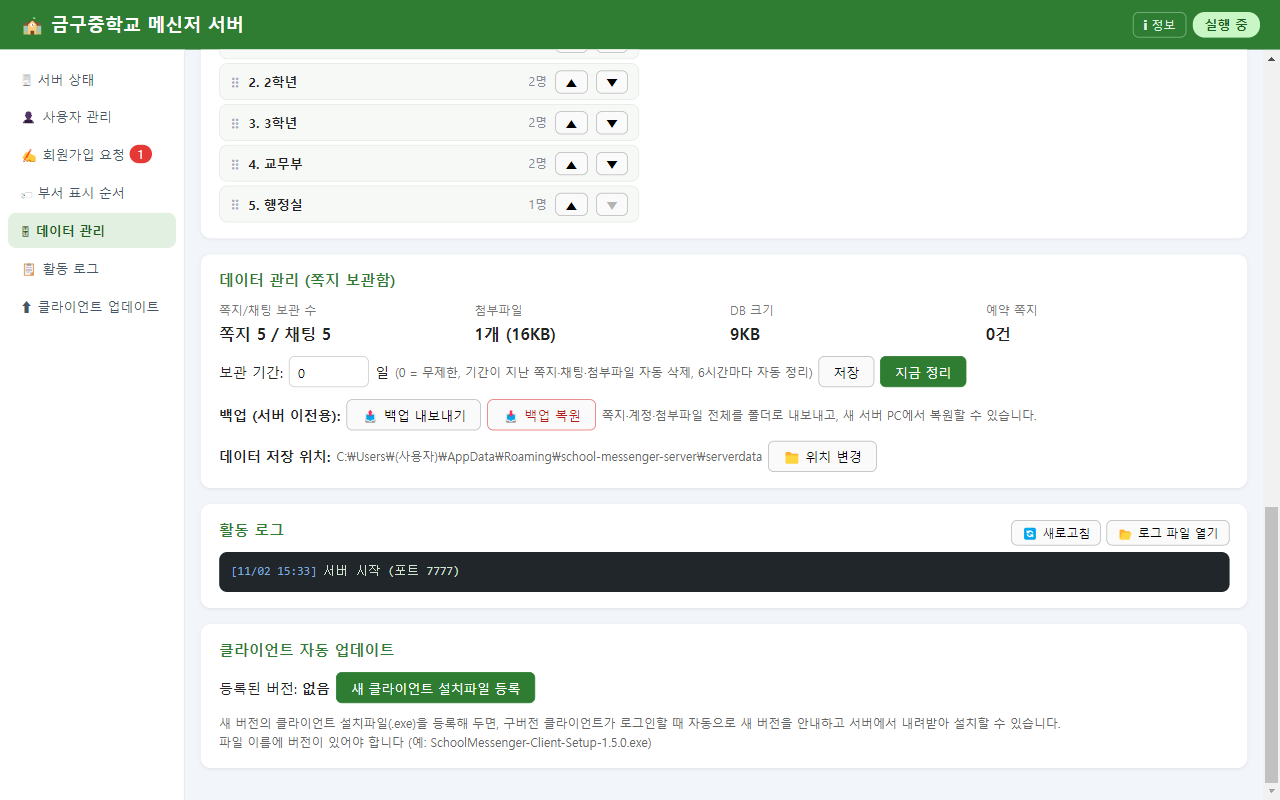 금구중학교 메신저 서버
정보
실행 중
서버 상태
사용자 관리
회원가입 요청 1
부서 표시 순서
데이터 관리
활동 로그
클라이언트 업데이트
2. 2학년 2명 ▲ ▼
3. 3학년 2명 ▲ ▼
4. 교무부 2명 ▲ ▼
5. 행정실 1명 ▲ ▼
데이터 관리 (쪽지 보관함)
쪽지/채팅 보관 수 첨부파일 DB 크기 예약 쪽지
쪽지 5 / 채팅 5 1개 (16KB) 9KB 0건
보관 기간: 0 일 (0 = 무제한, 기간이 지난 쪽지·채팅·첨부파일 자동 삭제, 6시간마다 자동 정리) 저장 지금 정리
백업 (서버 이전용): 백업 내보내기 백업 복원 쪽지·계정·첨부파일 전체를 폴더로 내보내고, 새 서버 PC에서 복원할 수 있습니다.
데이터 저장 위치: C:₩Users₩(사용자)₩AppData₩Roaming₩school-messenger-server₩serverdata 위치 변경
활동 로그 새로고침 로그 파일 열기
[11/02 15:33] 서버 시작 (포트 7777)
클라이언트 자동 업데이트
등록된 버전: 없음 새 클라이언트 설치파일 등록
새 버전의 클라이언트 설치파일(.exe)을 등록해 두면, 구버전 클라이언트가 로그인할 때 자동으로 새 버전을 안내하고 서버에서 내려받아 설치할 수 있습니다.
파일 이름에 버전이 있어야 합니다 (예: SchoolMessenger-Client-Setup-1.5.0.exe)